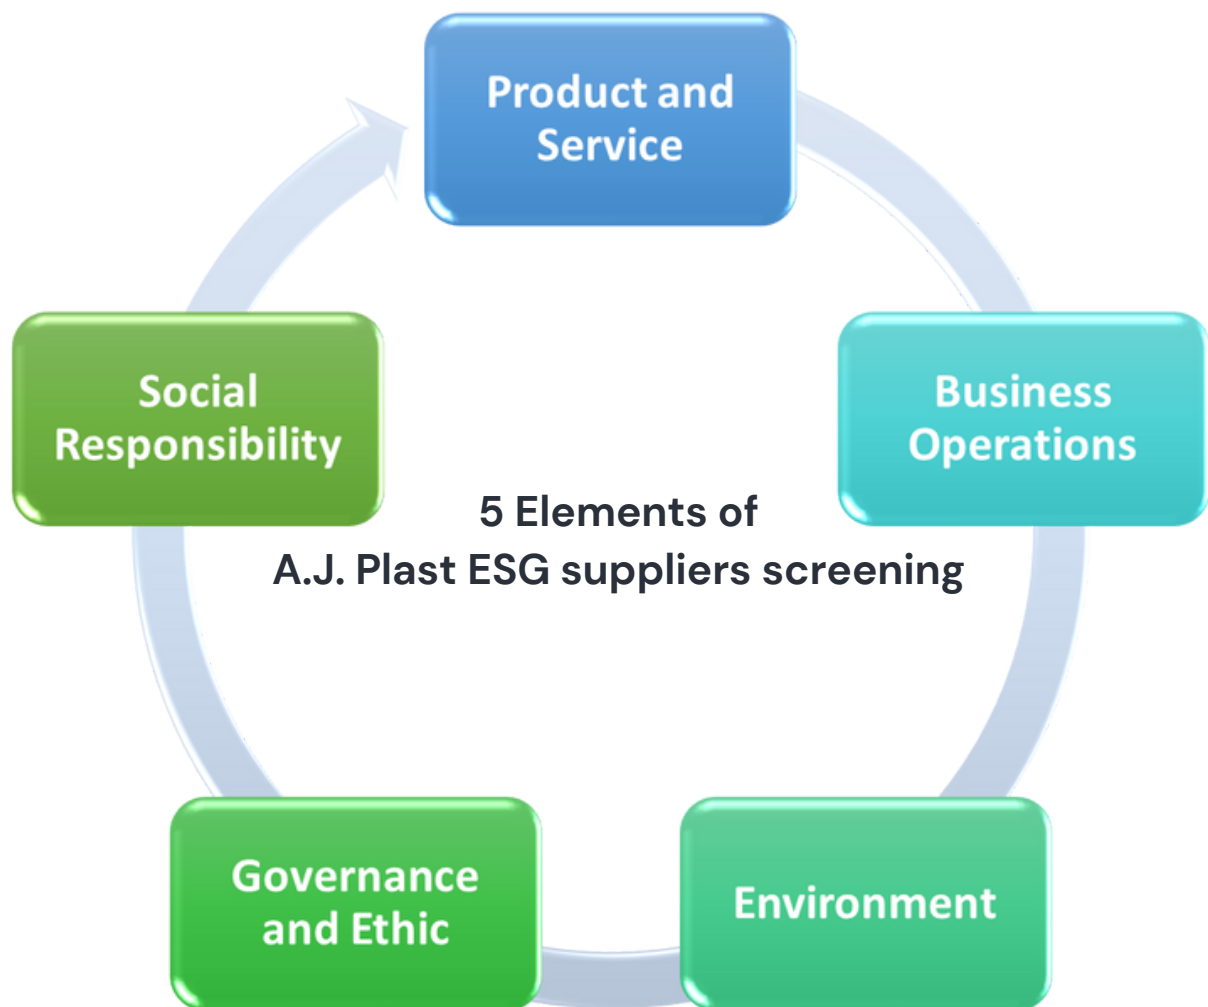 Product and
Service
Business
Operations
Social
Responsibility
5 Elements of
A.J. Plast ESG suppliers screening
Environment
Governance
and Ethic